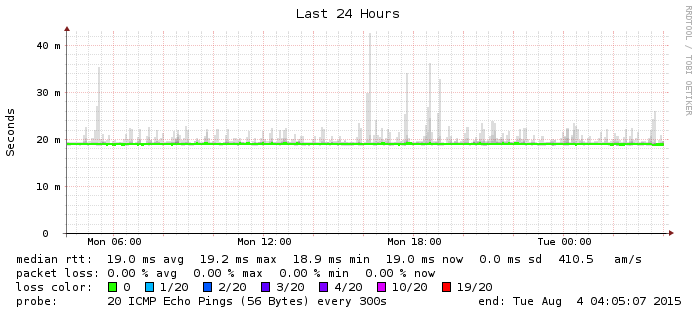 Last 24 Hours
RRDTOOL / TOBI OETIKER
Seconds
40 m
30 m
20 m
10 m
0
Mon 06:00 Mon 12:00 Mon 18:00 Tue 00:00
median rtt: 19.0 ms avg 19.2 ms max 18.9 ms min 19.0 ms now 0.0 ms sd 410.5 am/s
packet loss: 0.00 % avg 0.00 % max 0.00 % min 0.00 % now
loss color: 0 1/20 2/20 3/20 4/20 10/20 19/20
probe: 20 ICMP Echo Pings (56 Bytes) every 300s end: Tue Aug 4 04:05:07 2015